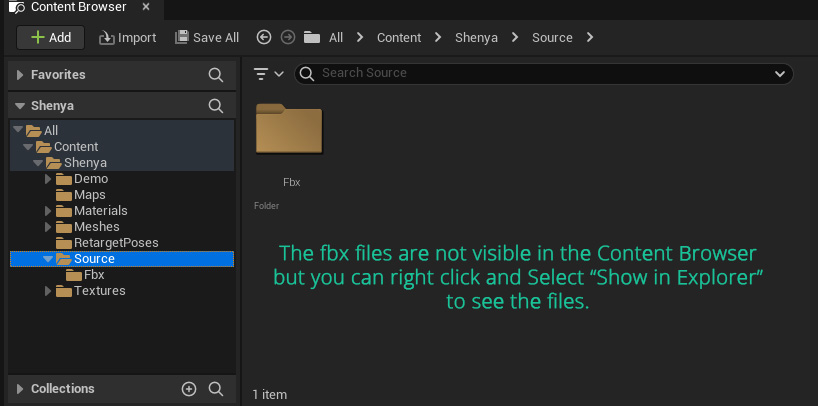 Content Browser
Add
Import
Save All
All
Content
Shenya
Source
Favorites
Shenya
All
Content
Shenya
Demo
Maps
Materials
Meshes
RetargetPoses
Source
Fbx
Textures
Collections
Search Source
Fbx
Folder
The fbx files are not visible in the Content Browser
but you can right click and Select “Show in Explorer”
to see the files.
1 item